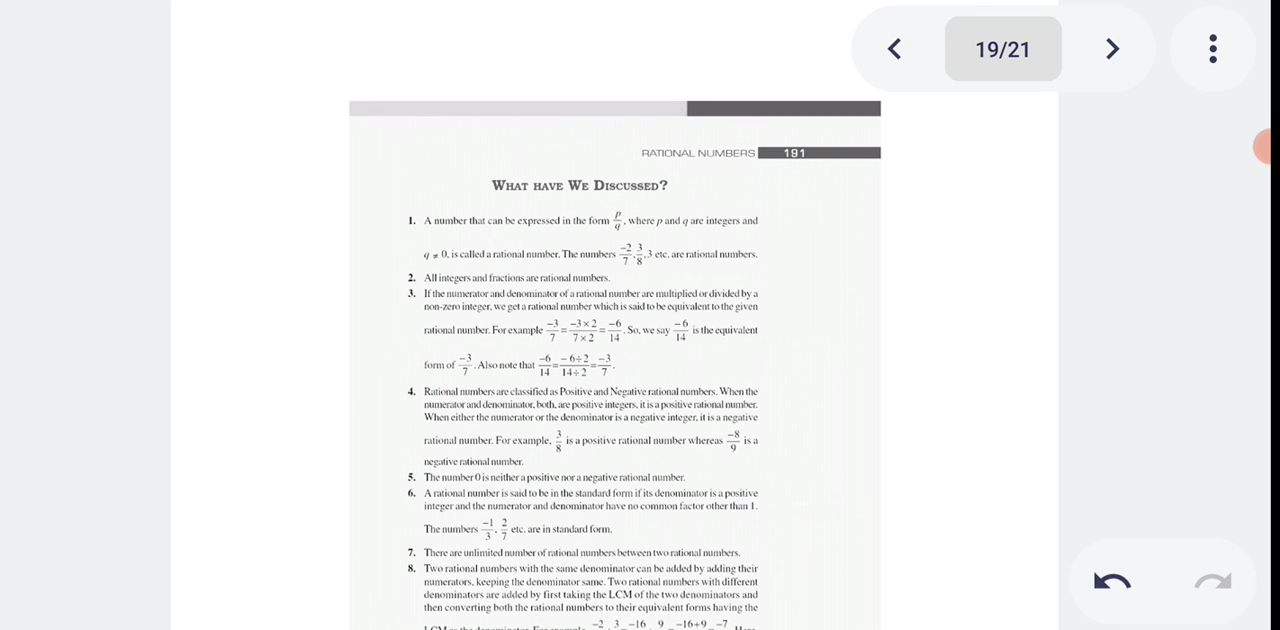 19/21
RATIONAL NUMBERS 191
WHAT HAVE WE DISCUSSED?
1. A number that can be expressed in the form p/q, where p and q are integers and
q ≠ 0, is called a rational number. The numbers -2/7, 3/8, 3 etc. are rational numbers.
2. All integers and fractions are rational numbers.
3. If the numerator and denominator of a rational number are multiplied or divided by a
non-zero integer, we get a rational number which is said to be equivalent to the given
rational number. For example -3/7 = -3×2/7×2 = -6/14. So, we say -6/14 is the equivalent
form of -3/7. Also note that -6/14 = -6÷2/14÷2 = -3/7.
4. Rational numbers are classified as Positive and Negative rational numbers. When the
numerator and denominator, both, are positive integers, it is a positive rational number.
When either the numerator or the denominator is a negative integer, it is a negative
rational number. For example, 3/8 is a positive rational number whereas -8/9 is a
negative rational number.
5. The number 0 is neither a positive nor a negative rational number.
6. A rational number is said to be in the standard form if its denominator is a positive
integer and the numerator and denominator have no common factor other than 1.
The numbers -1/3, 2/7 etc. are in standard form.
7. There are unlimited number of rational numbers between two rational numbers.
8. Two rational numbers with the same denominator can be added by adding their
numerators, keeping the denominator same. Two rational numbers with different
denominators are added by first taking the LCM of the two denominators and
then converting both the rational numbers to their equivalent forms having the